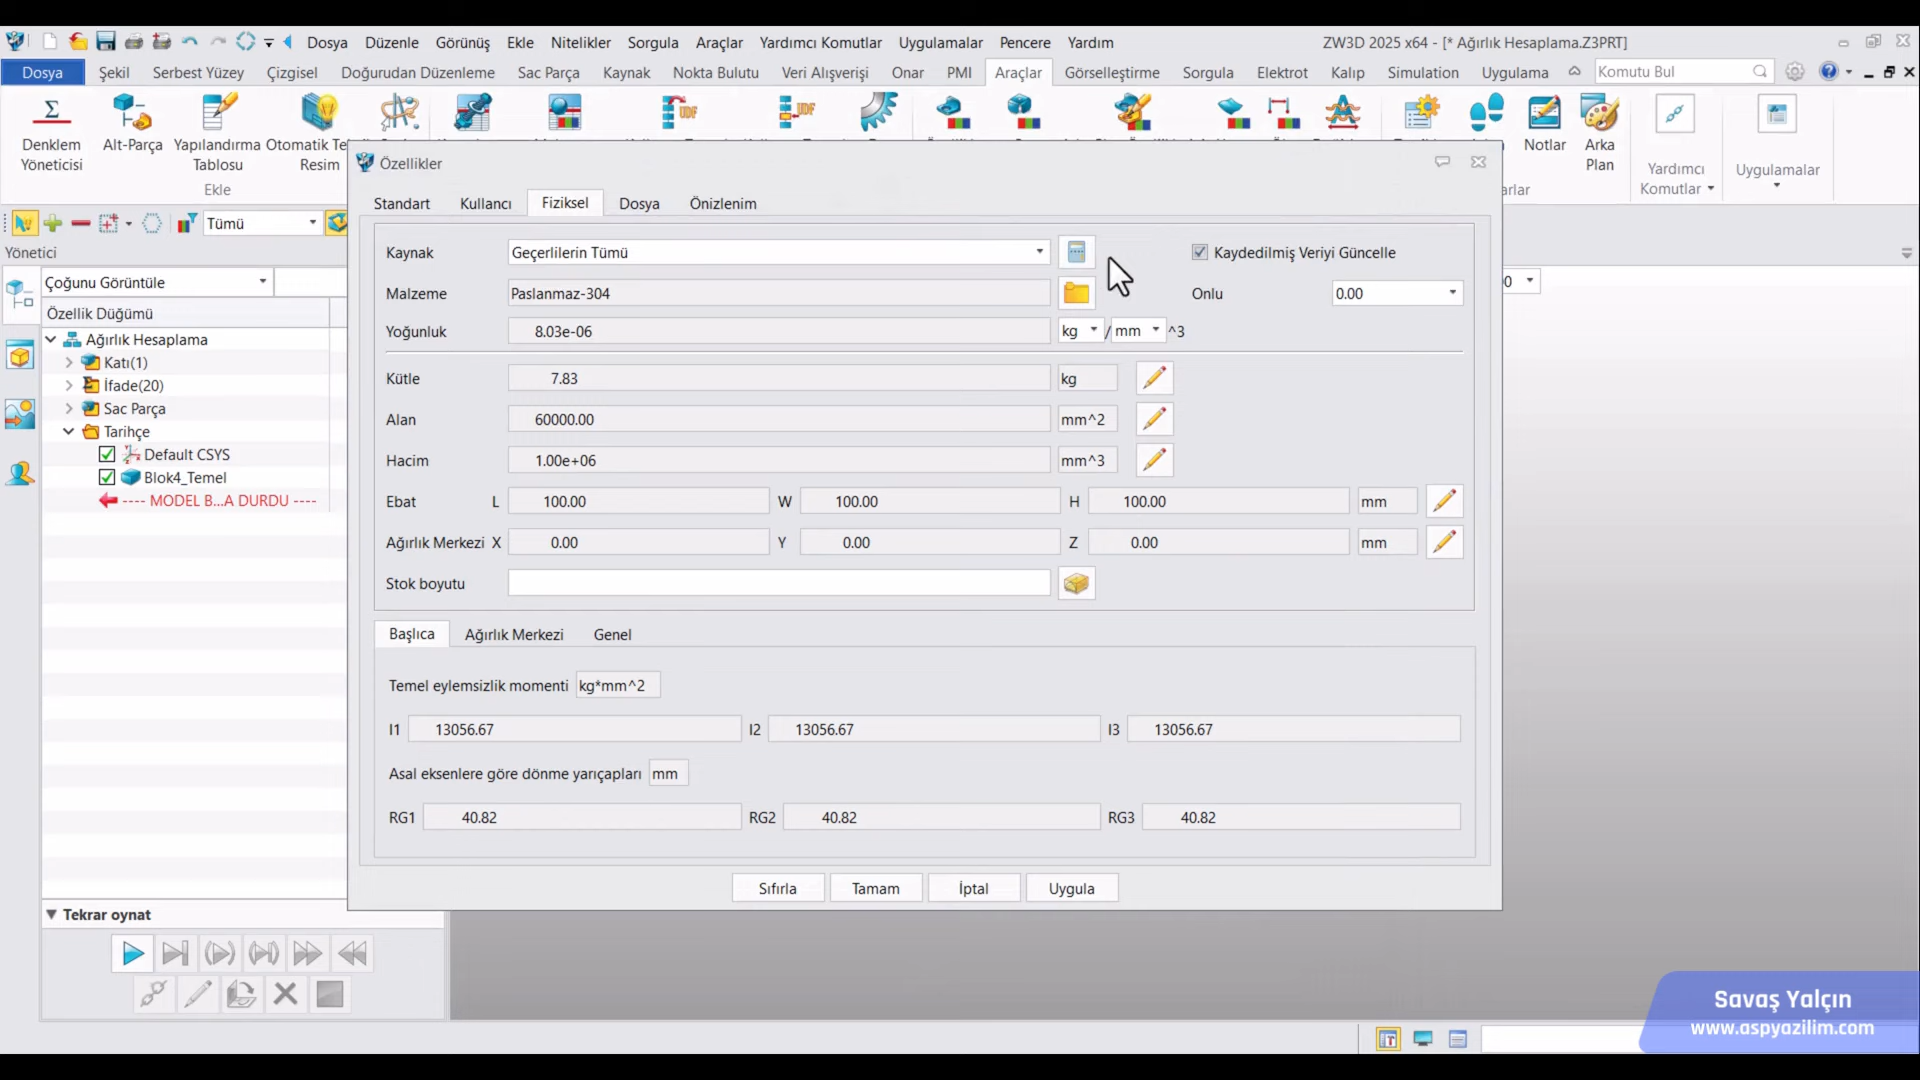 Dosya Düzenle Görünüş Ekle Nitelikler Sorgula Araçlar Yardımcı Komutlar Uygulamalar Pencere Yardım ZW3D 2025 x64 - [* Ağırlık Hesaplama.Z3PRT]
Dosya Şekil Serbest Yüzey Çizgisel Doğurudan Düzenleme Sac Parça Kaynak Nokta Bulutu Veri Alışverişi Onar PMI Araçlar Görselleştirme Sorgula Elektrot Kalıp Simulation Uygulama Komutu Bul
Σ UDF UDF
Denklem Yöneticisi
Alt-Parça
Yapılandırma Tablosu
Otomatik Te
Resim
Notlar
Arka Plan
Yardımcı Komutlar
Uygulamalar
Ekle
arlar
Tümü
Yönetici
Çoğunu Görüntüle
Özellik Düğümü
Ağırlık Hesaplama
Katı(1)
İfade(20)
Sac Parça
Tarihçe
Default CSYS
Blok4_Temel
---- MODEL B...A DURDU ----
Tekrar oynat
Özellikler
Standart Kullanıcı Fiziksel Dosya Önizlenim
Kaynak Geçerlilerin Tümü Kaydedilmiş Veriyi Güncelle
Malzeme Paslanmaz-304 Onlu 0.00
Yoğunluk 8.03e-06 kg / mm ^3
Kütle 7.83 kg
Alan 60000.00 mm^2
Hacim 1.00e+06 mm^3
Ebat L 100.00 W 100.00 H 100.00 mm
Ağırlık Merkezi X 0.00 Y 0.00 Z 0.00 mm
Stok boyutu
Başlıca Ağırlık Merkezi Genel
Temel eylemsizlik momenti kg*mm^2
I1 13056.67 I2 13056.67 I3 13056.67
Asal eksenlere göre dönme yarıçapları mm
RG1 40.82 RG2 40.82 RG3 40.82
Sıfırla Tamam İptal Uygula
0
Savaş Yalçın
www.aspyazilim.com